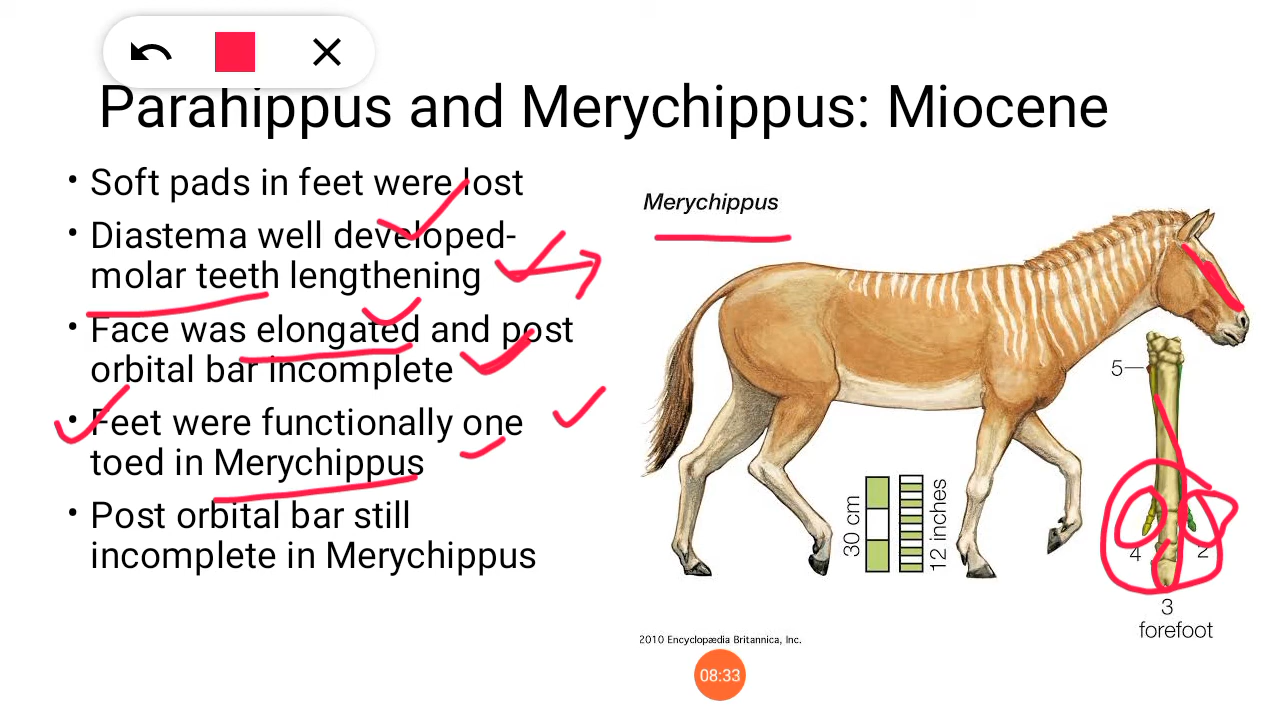 Parahippus and Merychippus: Miocene
• Soft pads in feet were lost
• Diastema well developed-
molar teeth lengthening
• Face was elongated and post
orbital bar incomplete
• Feet were functionally one
toed in Merychippus
• Post orbital bar still
incomplete in Merychippus
Merychippus
5
30 cm
12 inches
4
2
3
forefoot
2010 Encyclopædia Britannica, Inc.
08:33